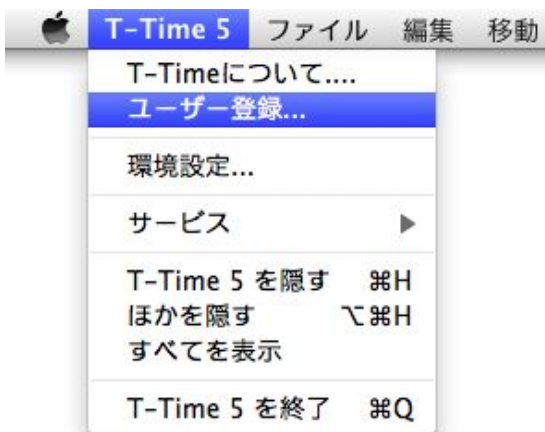 T-Time 5 ファイル 編集 移動
T-Timeについて....
ユーザー登録...
環境設定...
サービス ▶
T-Time 5 を隠す ⌘H
ほかを隠す ⌥⌘H
すべてを表示
T-Time 5 を終了 ⌘Q